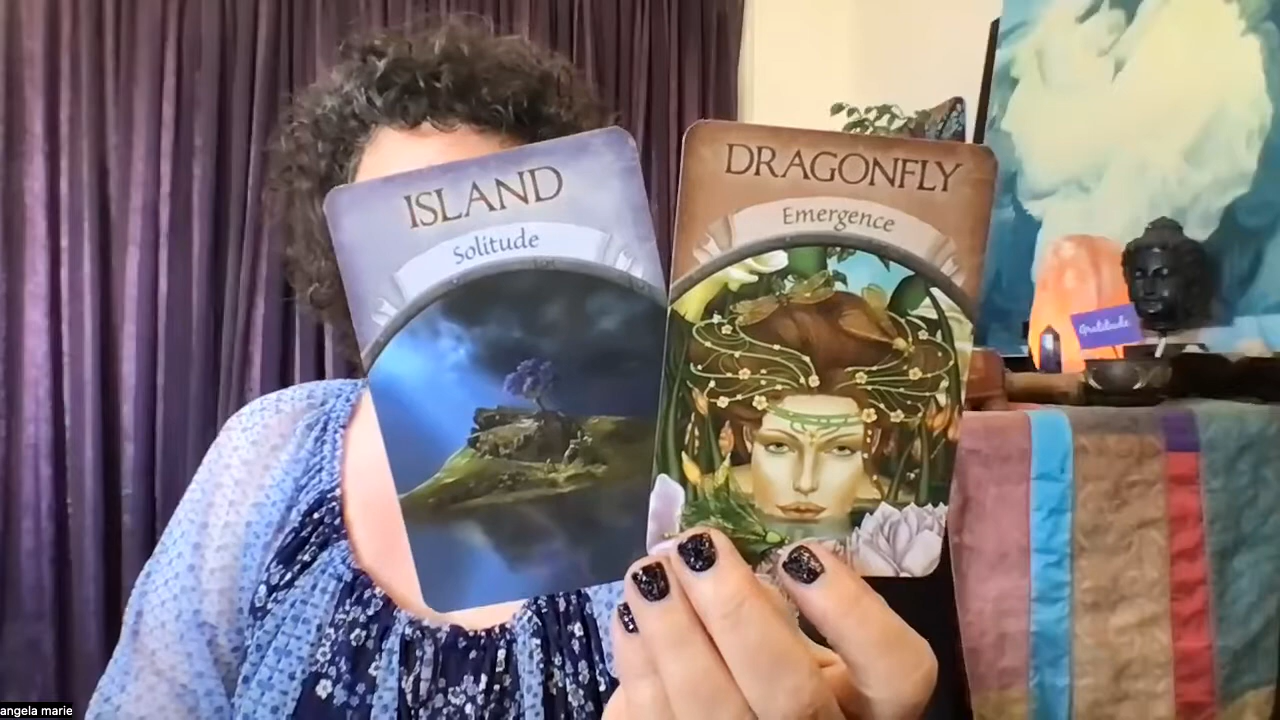 ISLAND
Solitude
DRAGONFLY
Emergence
Gratitude
angela marie